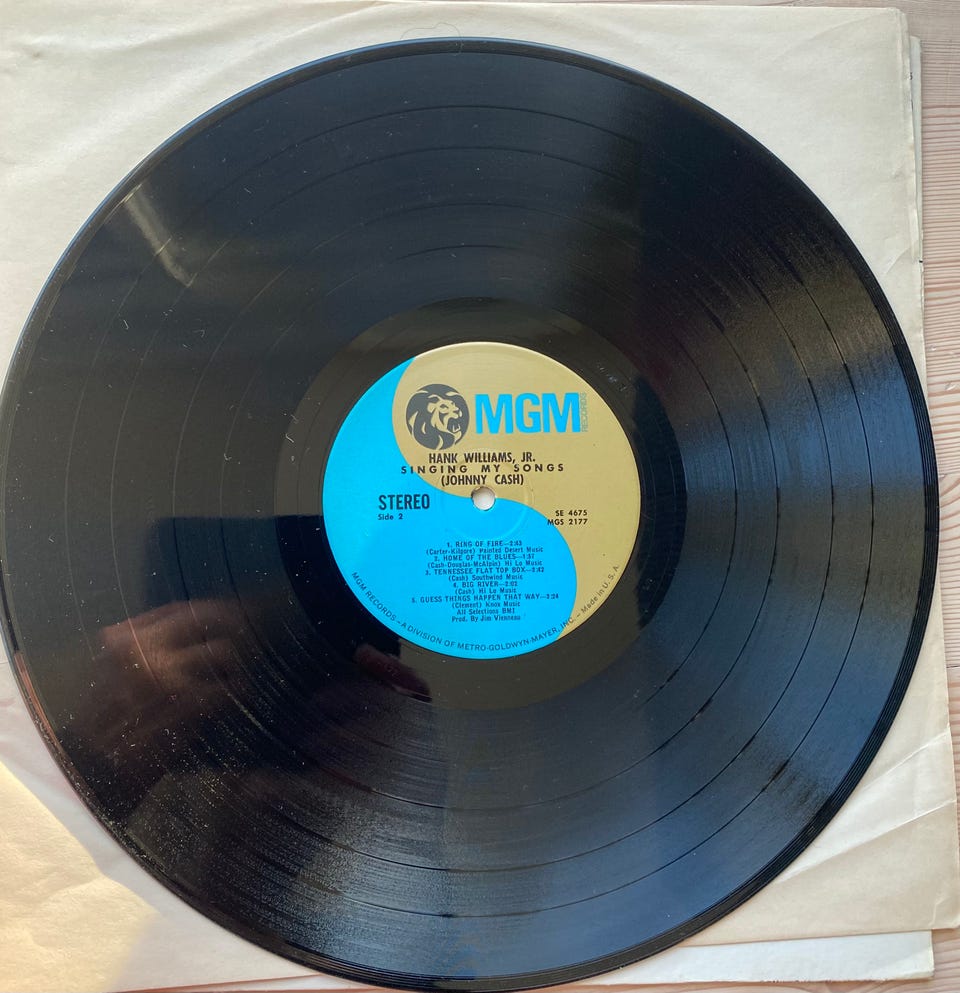 MGM
RECORDS
HANK WILLIAMS, JR.
SINGING MY SONGS
(JOHNNY CASH)
STEREO
Side 2
SE 4675
MGS 2177
1. RING OF FIRE—2:43
(Carter-Kilgore) Painted Desert Music
2. HOME OF THE BLUES—1:57
(Cash-Douglas-McAlpin) Hi Lo Music
3. TENNESSEE FLAT TOP BOX—2:42
(Cash) Southwind Music
4. BIG RIVER—2:02
(Cash) Hi Lo Music
5. GUESS THINGS HAPPEN THAT WAY—2:24
(Clement) Knox Music
All Selections BMI
Prod. By Jim Vienneau
MGM RECORDS – A DIVISION OF METRO-GOLDWYN-MAYER, INC. – Made in U. S. A.